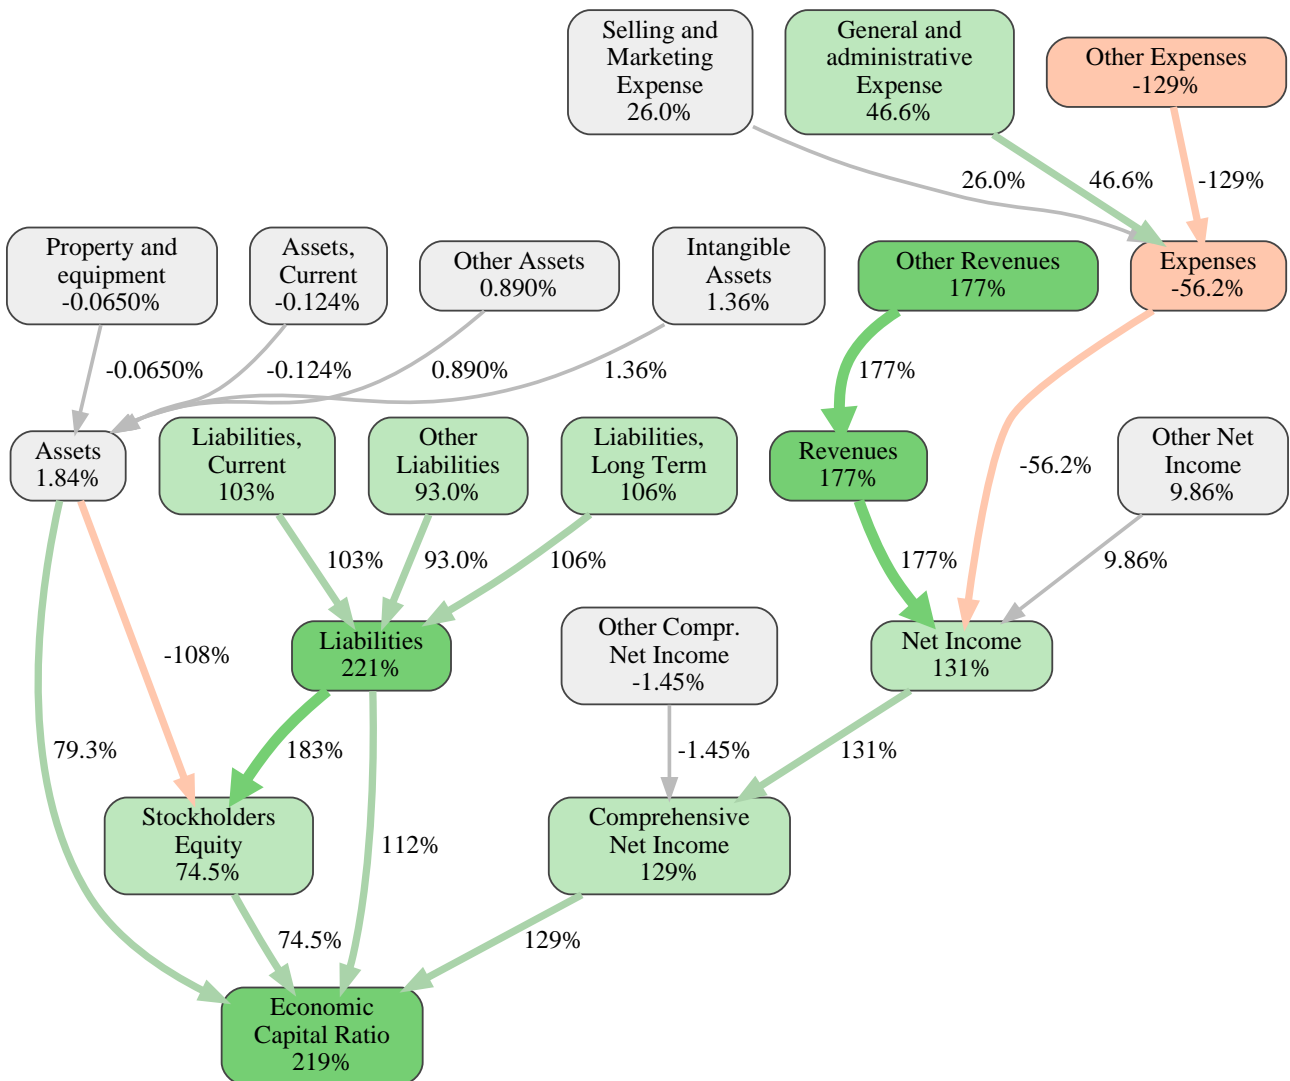 Selling and
Marketing
Expense
26.0%
General and
administrative
Expense
46.6%
Other Expenses
-129%
26.0%
46.6%
-129%
Property and
equipment
-0.0650%
Assets,
Current
-0.124%
Other Assets
0.890%
Intangible
Assets
1.36%
Other Revenues
177%
Expenses
-56.2%
-0.0650%
-0.124%
0.890%
1.36%
177%
Assets
1.84%
Liabilities,
Current
103%
Other
Liabilities
93.0%
Liabilities,
Long Term
106%
Revenues
177%
-56.2%
Other Net
Income
9.86%
103%
93.0%
106%
177%
9.86%
-108%
Liabilities
221%
Other Compr.
Net Income
-1.45%
Net Income
131%
79.3%
183%
-1.45%
131%
Stockholders
Equity
74.5%
112%
Comprehensive
Net Income
129%
74.5%
129%
Economic
Capital Ratio
219%